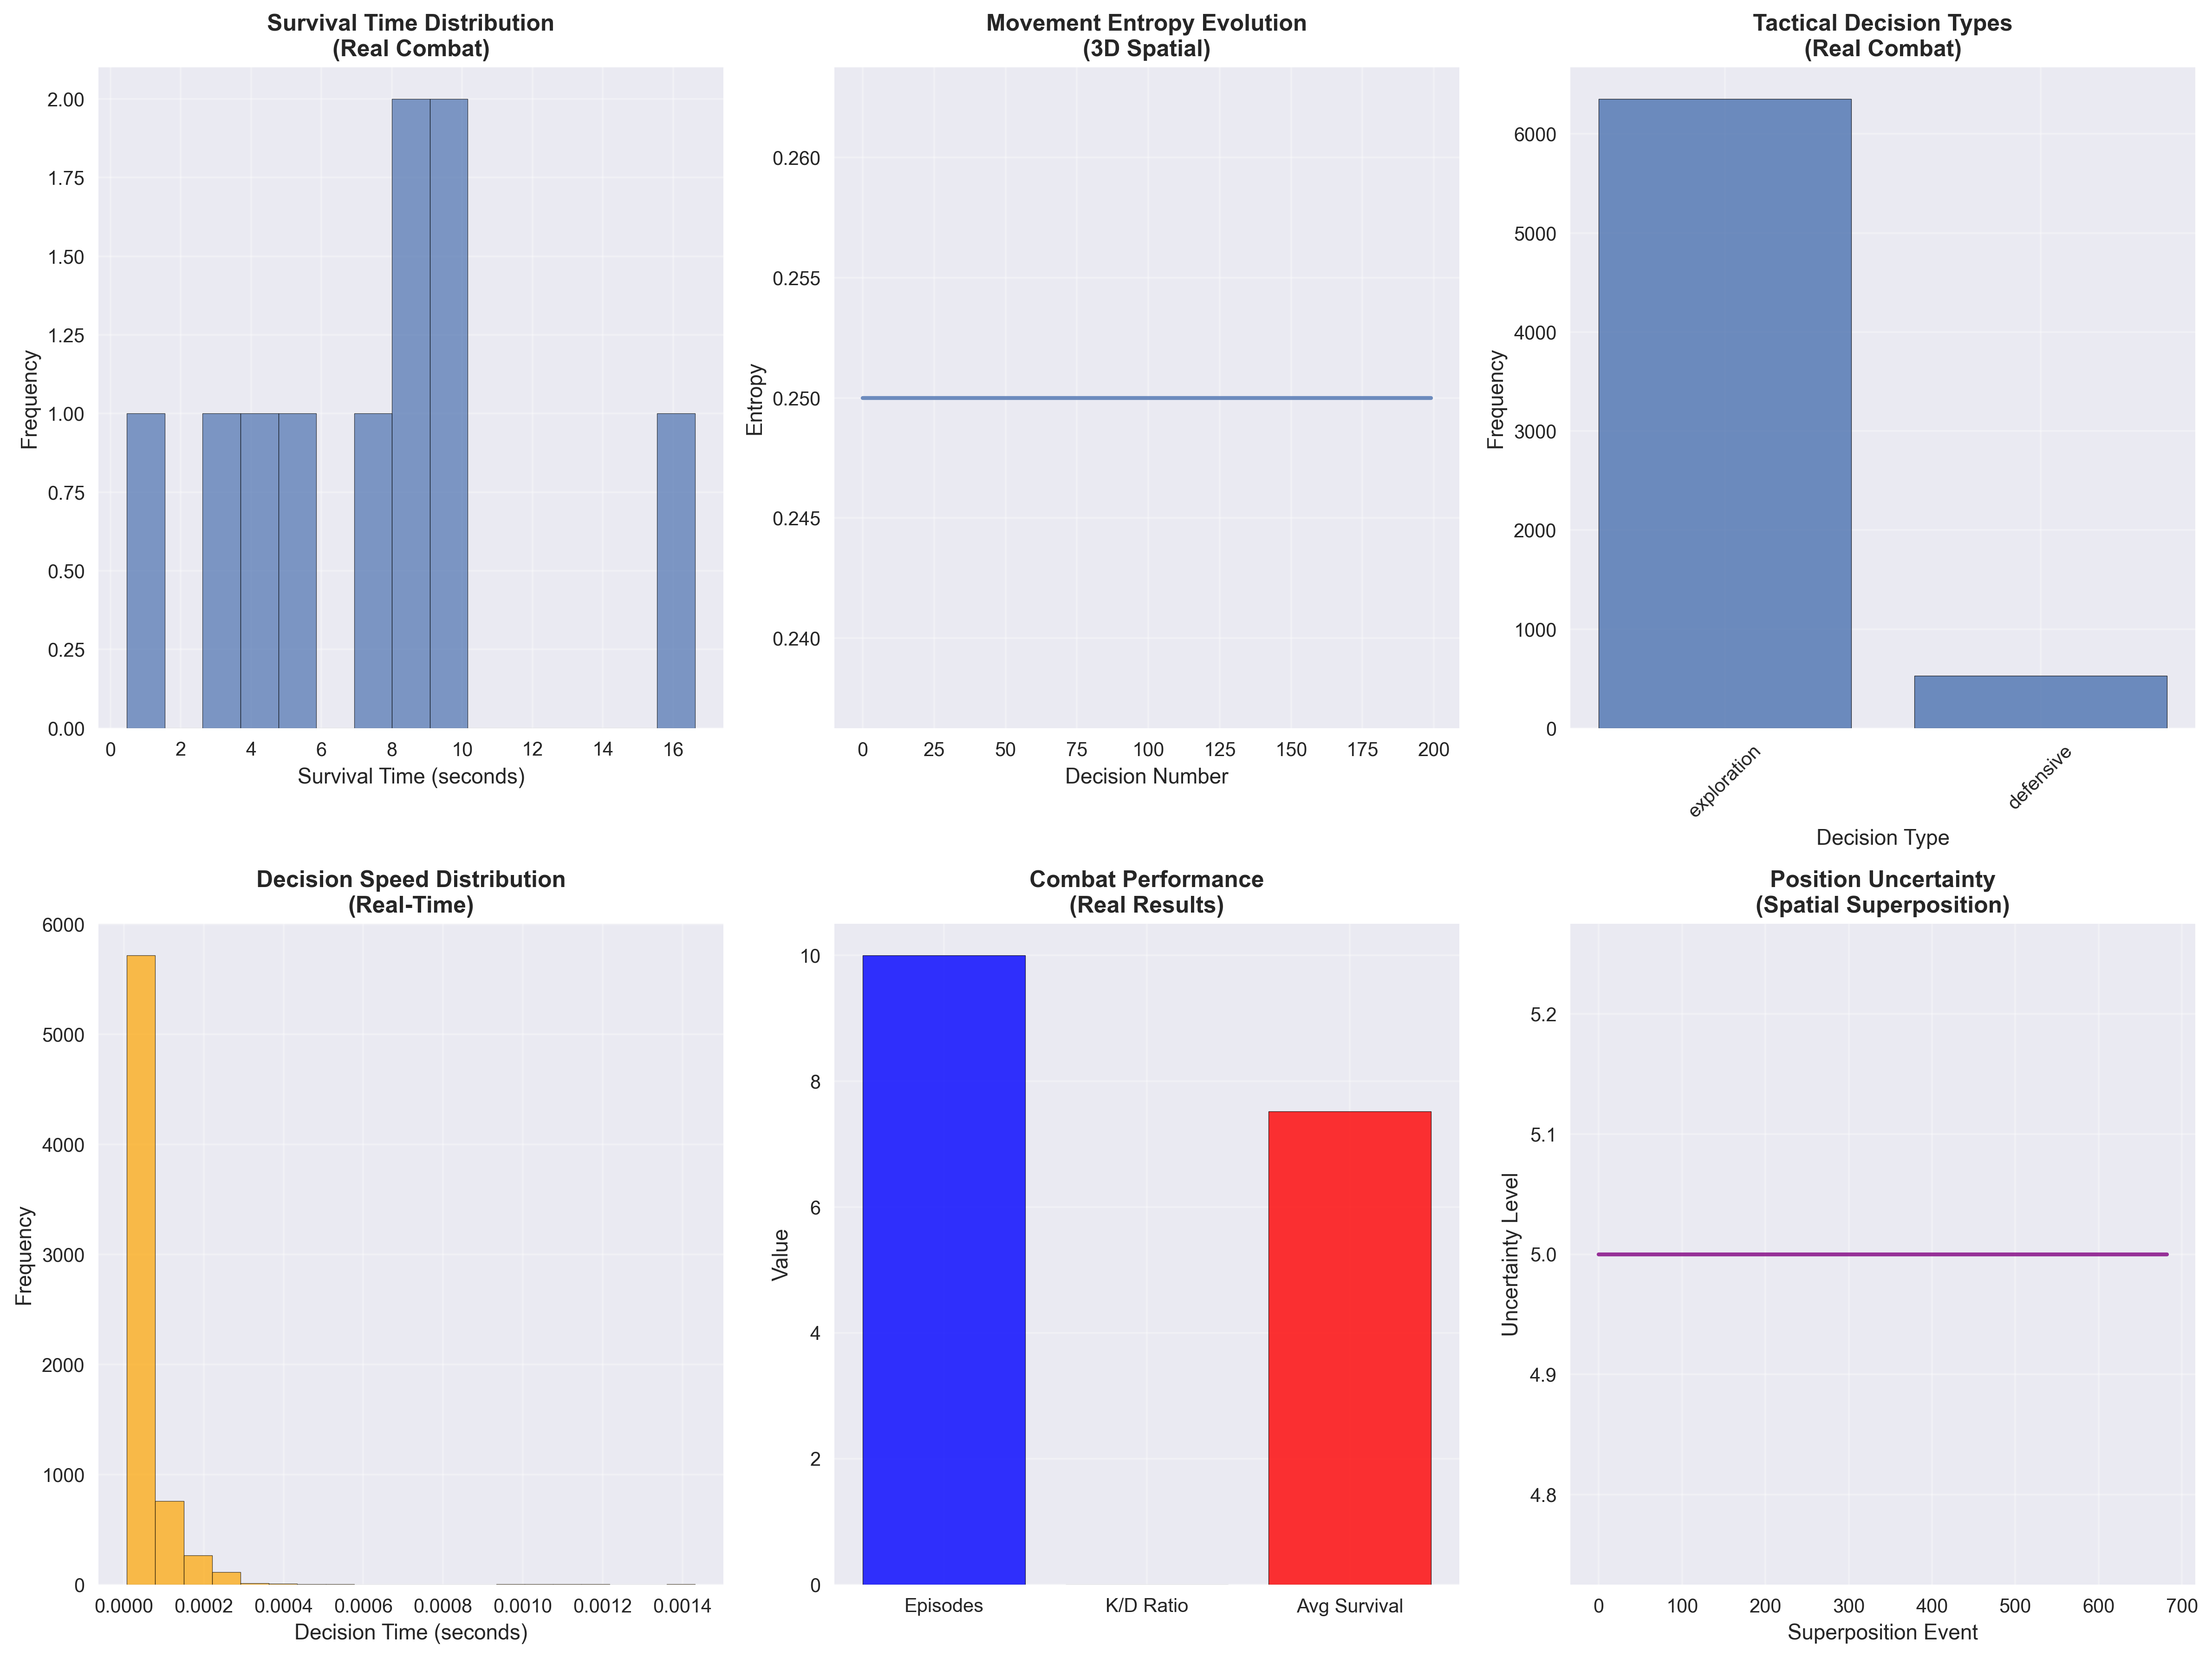 Survival Time Distribution
(Real Combat)
2.00
1.75
1.50
1.25
1.00
0.75
0.50
0.25
0.00
Frequency
0 2 4 6 8 10 12 14 16
Survival Time (seconds)
Movement Entropy Evolution
(3D Spatial)
0.260
0.255
0.250
0.245
0.240
Entropy
0 25 50 75 100 125 150 175 200
Decision Number
Tactical Decision Types
(Real Combat)
6000
5000
4000
3000
2000
1000
0
Frequency
exploration
defensive
Decision Type
Decision Speed Distribution
(Real-Time)
6000
5000
4000
3000
2000
1000
0
Frequency
0.0000 0.0002 0.0004 0.0006 0.0008 0.0010 0.0012 0.0014
Decision Time (seconds)
Combat Performance
(Real Results)
10
8
6
4
2
0
Value
Episodes K/D Ratio Avg Survival
Position Uncertainty
(Spatial Superposition)
5.2
5.1
5.0
4.9
4.8
Uncertainty Level
0 100 200 300 400 500 600 700
Superposition Event